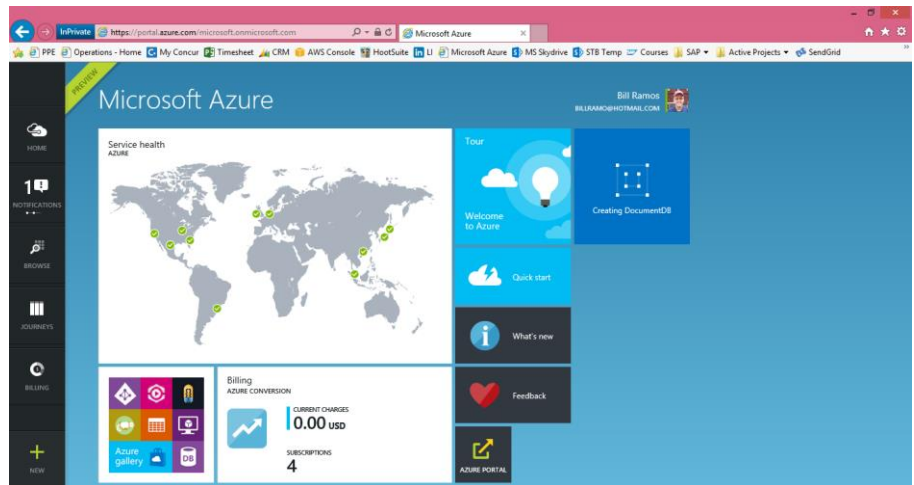 InPrivate
https://portal.azure.com/microsoft.onmicrosoft.com
Microsoft Azure
PPE
Operations - Home
My Concur
Timesheet
CRM
AWS Console
HootSuite
LI
Microsoft Azure
MS Skydrive
STB Temp
Courses
SAP
Active Projects
SendGrid
PREVIEW
Microsoft Azure
Bill Ramos
BILLRAMO@HOTMAIL.COM
HOME
1
NOTIFICATIONS
BROWSE
JOURNEYS
BILLING
NEW
Service health
AZURE
Tour
Welcome
to Azure
Creating DocumentDB
Quick start
What's new
Feedback
AZURE PORTAL
Azure
gallery
DB
Billing
AZURE CONVERSION
CURRENT CHARGES
0.00 USD
SUBSCRIPTIONS
4